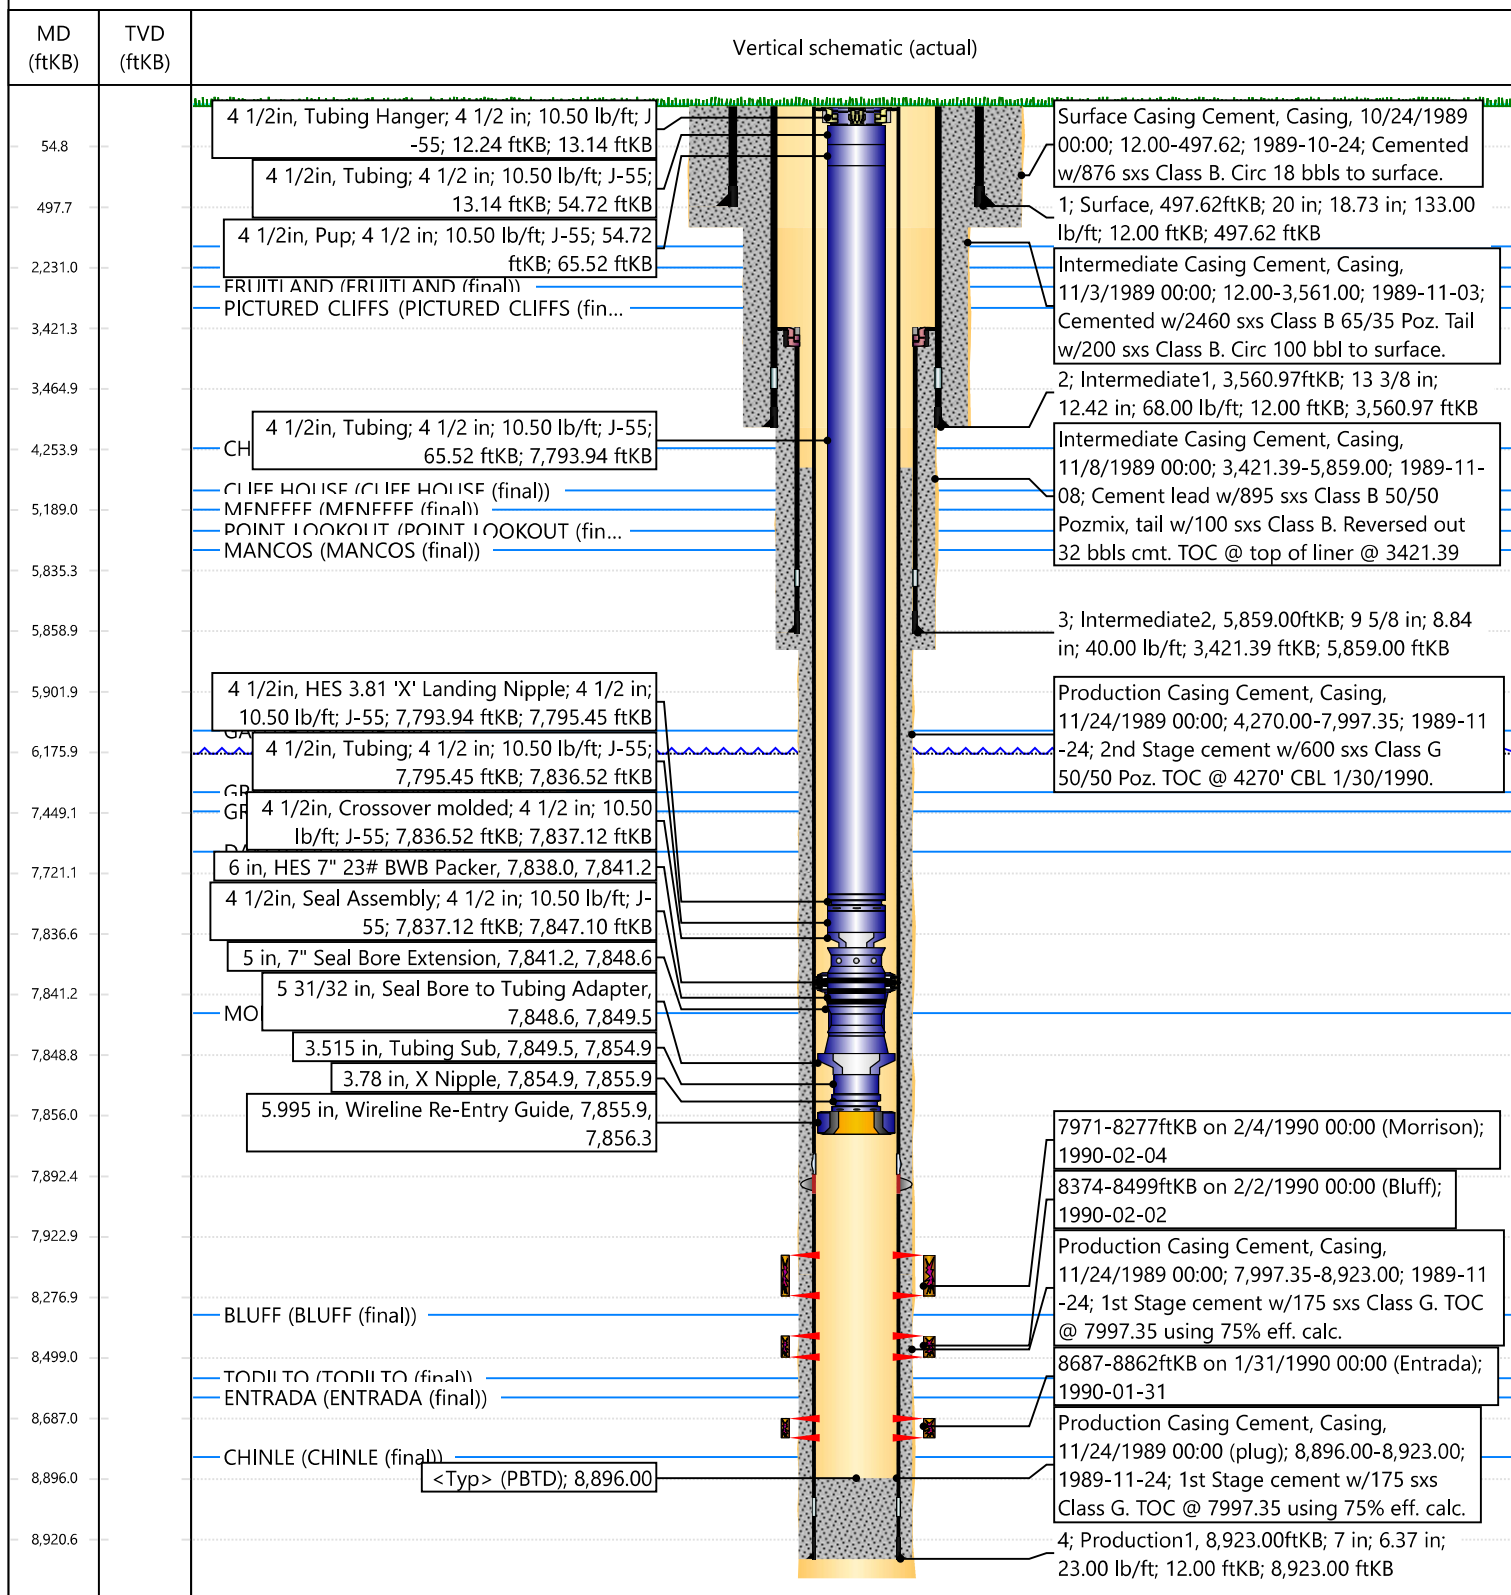 MD
(ftKB)
TVD
(ftKB)
Vertical schematic (actual)
54.8
497.7
2,231.0
3,421.3
3,464.9
4,253.9
5,189.0
5,835.3
5,858.9
5,901.9
6,175.9
7,449.1
7,721.1
7,836.6
7,841.2
7,848.8
7,856.0
7,892.4
7,922.9
8,276.9
8,499.0
8,687.0
8,896.0
8,920.6
4 1/2in, Tubing Hanger; 4 1/2 in; 10.50 lb/ft; J
-55; 12.24 ftKB; 13.14 ftKB
4 1/2in, Tubing; 4 1/2 in; 10.50 lb/ft; J-55;
13.14 ftKB; 54.72 ftKB
4 1/2in, Pup; 4 1/2 in; 10.50 lb/ft; J-55; 54.72
ftKB; 65.52 ftKB
FRUITLAND (FRUITLAND (final))
PICTURED CLIFFS (PICTURED CLIFFS (fin...
4 1/2in, Tubing; 4 1/2 in; 10.50 lb/ft; J-55;
65.52 ftKB; 7,793.94 ftKB
CH
CLIFF HOUSE (CLIFF HOUSE (final))
MENEFEE (MENEFEE (final))
POINT LOOKOUT (POINT LOOKOUT (fin...
MANCOS (MANCOS (final))
4 1/2in, HES 3.81 'X' Landing Nipple; 4 1/2 in;
10.50 lb/ft; J-55; 7,793.94 ftKB; 7,795.45 ftKB
GA
4 1/2in, Tubing; 4 1/2 in; 10.50 lb/ft; J-55;
7,795.45 ftKB; 7,836.52 ftKB
GR
4 1/2in, Crossover molded; 4 1/2 in; 10.50
lb/ft; J-55; 7,836.52 ftKB; 7,837.12 ftKB
GR
DA
6 in, HES 7" 23# BWB Packer, 7,838.0, 7,841.2
4 1/2in, Seal Assembly; 4 1/2 in; 10.50 lb/ft; J-
55; 7,837.12 ftKB; 7,847.10 ftKB
5 in, 7" Seal Bore Extension, 7,841.2, 7,848.6
5 31/32 in, Seal Bore to Tubing Adapter,
7,848.6, 7,849.5
MO
3.515 in, Tubing Sub, 7,849.5, 7,854.9
3.78 in, X Nipple, 7,854.9, 7,855.9
5.995 in, Wireline Re-Entry Guide, 7,855.9,
7,856.3
BLUFF (BLUFF (final))
TODILTO (TODILTO (final))
ENTRADA (ENTRADA (final))
CHINLE (CHINLE (final))
<Typ> (PBTD); 8,896.00
Surface Casing Cement, Casing, 10/24/1989
00:00; 12.00-497.62; 1989-10-24; Cemented
w/876 sxs Class B. Circ 18 bbls to surface.
1; Surface, 497.62ftKB; 20 in; 18.73 in; 133.00
lb/ft; 12.00 ftKB; 497.62 ftKB
Intermediate Casing Cement, Casing,
11/3/1989 00:00; 12.00-3,561.00; 1989-11-03;
Cemented w/2460 sxs Class B 65/35 Poz. Tail
w/200 sxs Class B. Circ 100 bbl to surface.
2; Intermediate1, 3,560.97ftKB; 13 3/8 in;
12.42 in; 68.00 lb/ft; 12.00 ftKB; 3,560.97 ftKB
Intermediate Casing Cement, Casing,
11/8/1989 00:00; 3,421.39-5,859.00; 1989-11-
08; Cement lead w/895 sxs Class B 50/50
Pozmix, tail w/100 sxs Class B. Reversed out
32 bbls cmt. TOC @ top of liner @ 3421.39
3; Intermediate2, 5,859.00ftKB; 9 5/8 in; 8.84
in; 40.00 lb/ft; 3,421.39 ftKB; 5,859.00 ftKB
Production Casing Cement, Casing,
11/24/1989 00:00; 4,270.00-7,997.35; 1989-11
-24; 2nd Stage cement w/600 sxs Class G
50/50 Poz. TOC @ 4270' CBL 1/30/1990.
7971-8277ftKB on 2/4/1990 00:00 (Morrison);
1990-02-04
8374-8499ftKB on 2/2/1990 00:00 (Bluff);
1990-02-02
Production Casing Cement, Casing,
11/24/1989 00:00; 7,997.35-8,923.00; 1989-11
-24; 1st Stage cement w/175 sxs Class G. TOC
@ 7997.35 using 75% eff. calc.
8687-8862ftKB on 1/31/1990 00:00 (Entrada);
1990-01-31
Production Casing Cement, Casing,
11/24/1989 00:00 (plug); 8,896.00-8,923.00;
1989-11-24; 1st Stage cement w/175 sxs
Class G. TOC @ 7997.35 using 75% eff. calc.
4; Production1, 8,923.00ftKB; 7 in; 6.37 in;
23.00 lb/ft; 12.00 ftKB; 8,923.00 ftKB